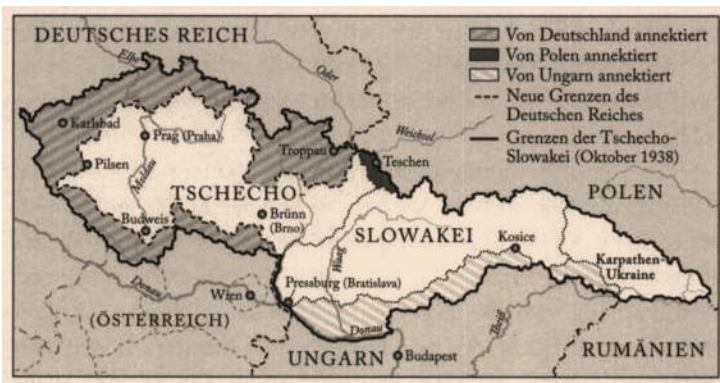 DEUTSCHES REICH
Elbe
Oder
Karlsbad
Prag (Praha)
Pilsen
Moldau
Budweis
TSCHECHO
Troppau
Weichsel
Teschen
Brünn
(Brno)
SLOWAKEI
POLEN
Kosice
Karpathen-
Ukraine
Waag
Donau
Wien
Pressburg (Bratislava)
(ÖSTERREICH)
Donau
UNGARN
Budapest
Theiß
RUMÄNIEN
Von Deutschland annektiert
Von Polen annektiert
Von Ungarn annektiert
Neue Grenzen des
Deutschen Reiches
Grenzen der Tschecho-
Slowakei (Oktober 1938)